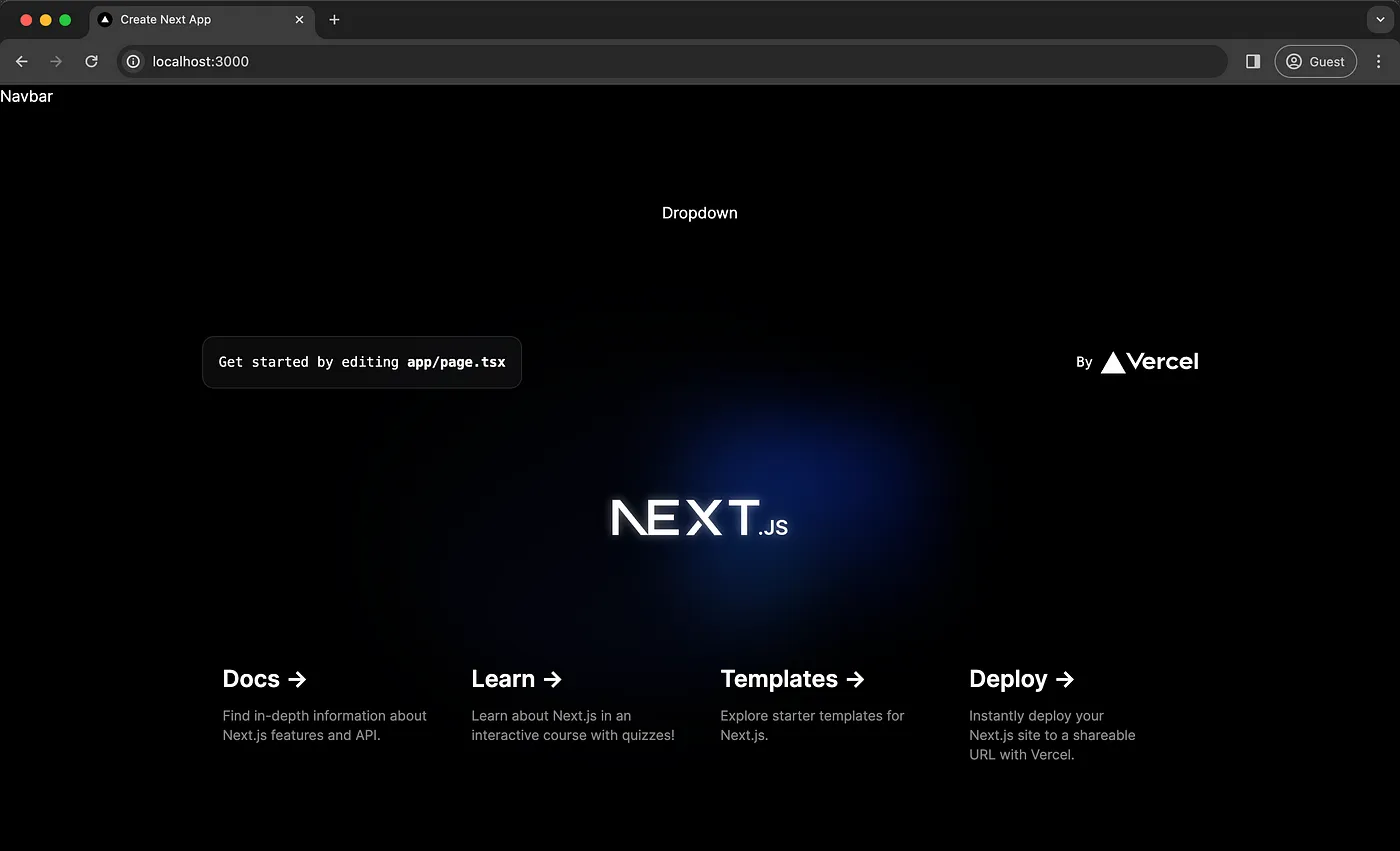 Create Next App
localhost:3000
Guest
Navbar
Dropdown
Get started by editing app/page.tsx
By Vercel
NEXT.JS
Docs →
Find in-depth information about
Next.js features and API.
Learn →
Learn about Next.js in an
interactive course with quizzes!
Templates →
Explore starter templates for
Next.js.
Deploy →
Instantly deploy your
Next.js site to a shareable
URL with Vercel.